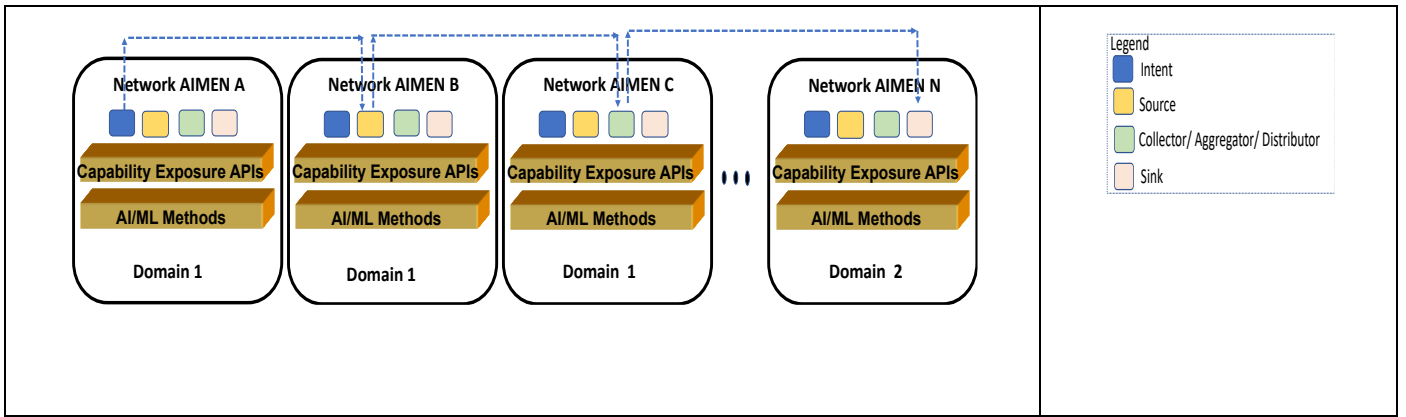 Network AIMEN A
Network AIMEN B
Network AIMEN C
Network AIMEN N
Capability Exposure APIs
Capability Exposure APIs
Capability Exposure APIs
Capability Exposure APIs
AI/ML Methods
AI/ML Methods
AI/ML Methods
AI/ML Methods
Domain 1
Domain 1
Domain 1
Domain 2
Legend
Intent
Source
Collector/ Aggregator/ Distributor
Sink